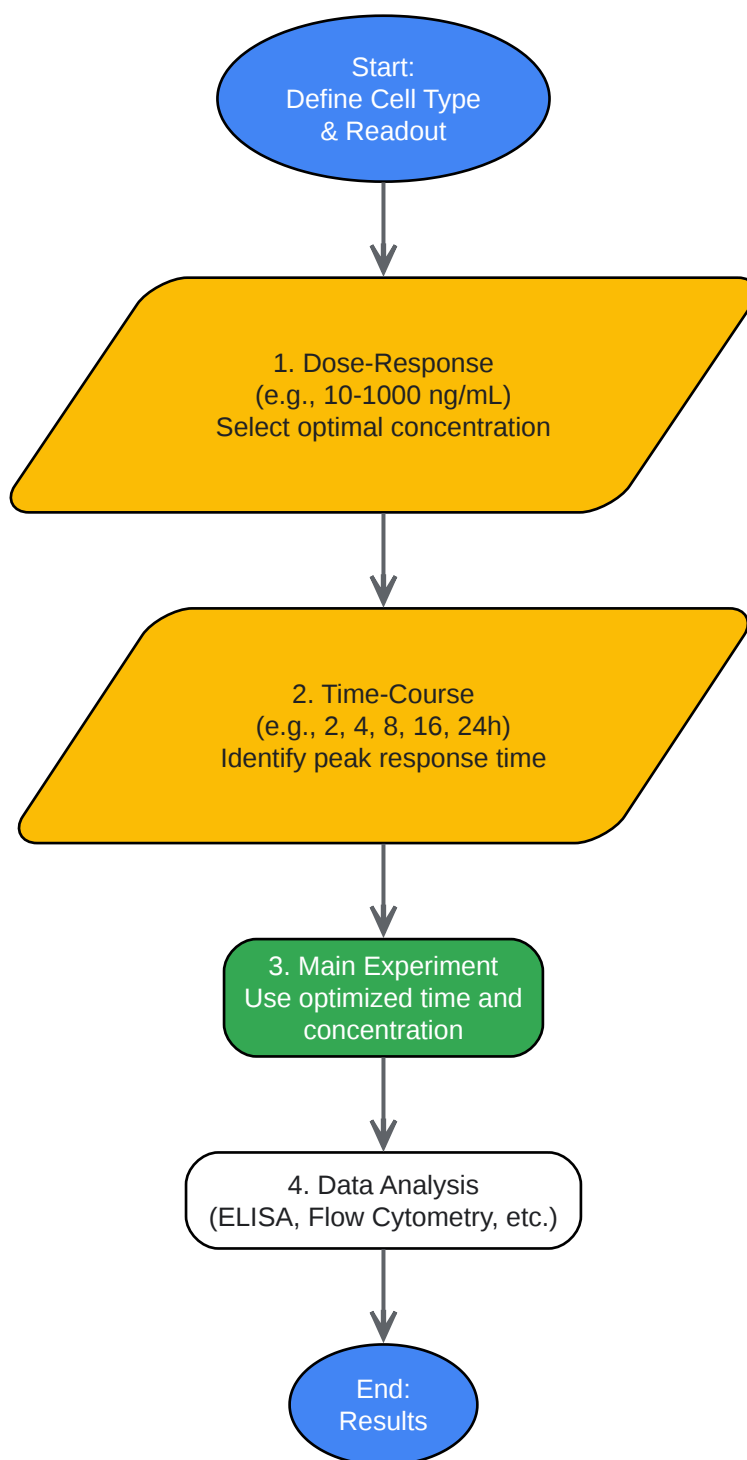 Start:
Define Cell Type
& Readout
1. Dose-Response
(e.g., 10-1000 ng/mL)
Select optimal concentration
2. Time-Course
(e.g., 2, 4, 8, 16, 24h)
Identify peak response time
3. Main Experiment
Use optimized time and
concentration
4. Data Analysis
(ELISA, Flow Cytometry, etc.)
End:
Results